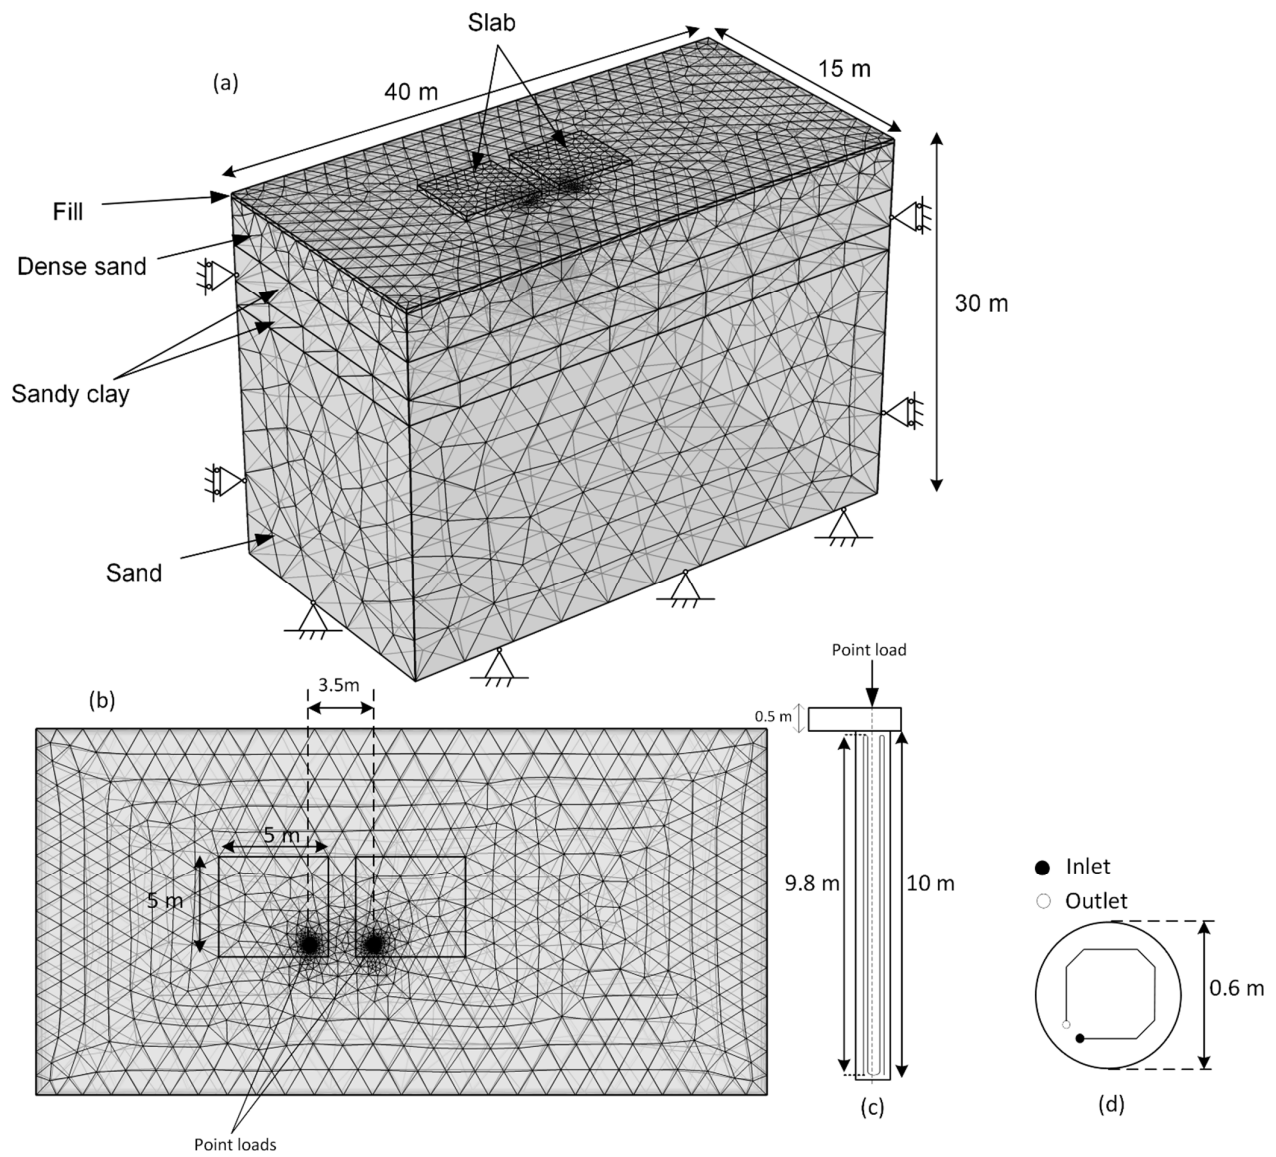 Slab
(a)
40 m
15 m
Fill
Dense sand
30 m
Sandy clay
Sand
Point load
(b)
3.5m
0.5 m
5 m
5 m
9.8 m
10 m
Inlet
Outlet
0.6 m
Point loads
(c)
(d)